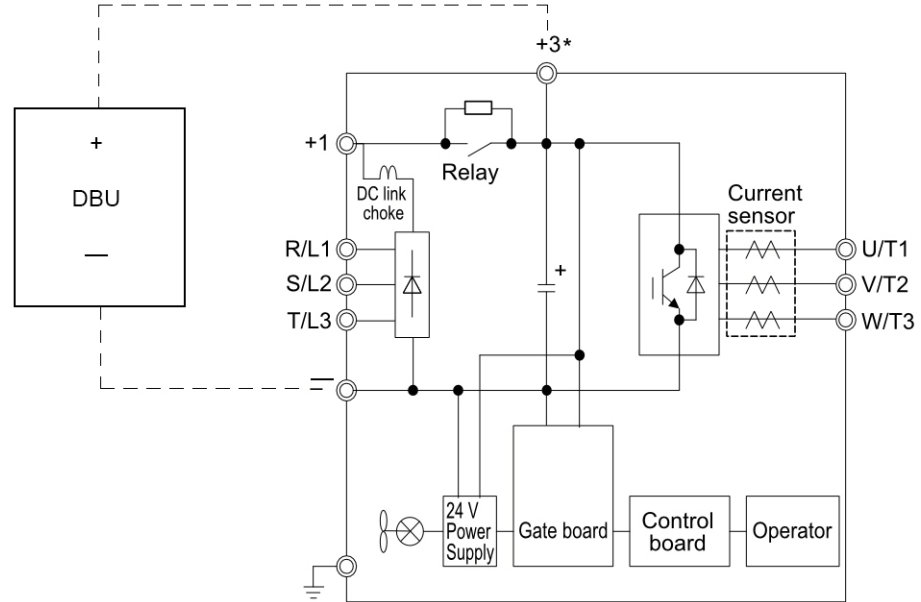 +3*
+
DBU
—
+1
Relay
DC link
choke
Current
sensor
R/L1
S/L2
T/L3
+
U/T1
V/T2
W/T3
—
24 V
Power
Supply
Gate board
Control
board
Operator